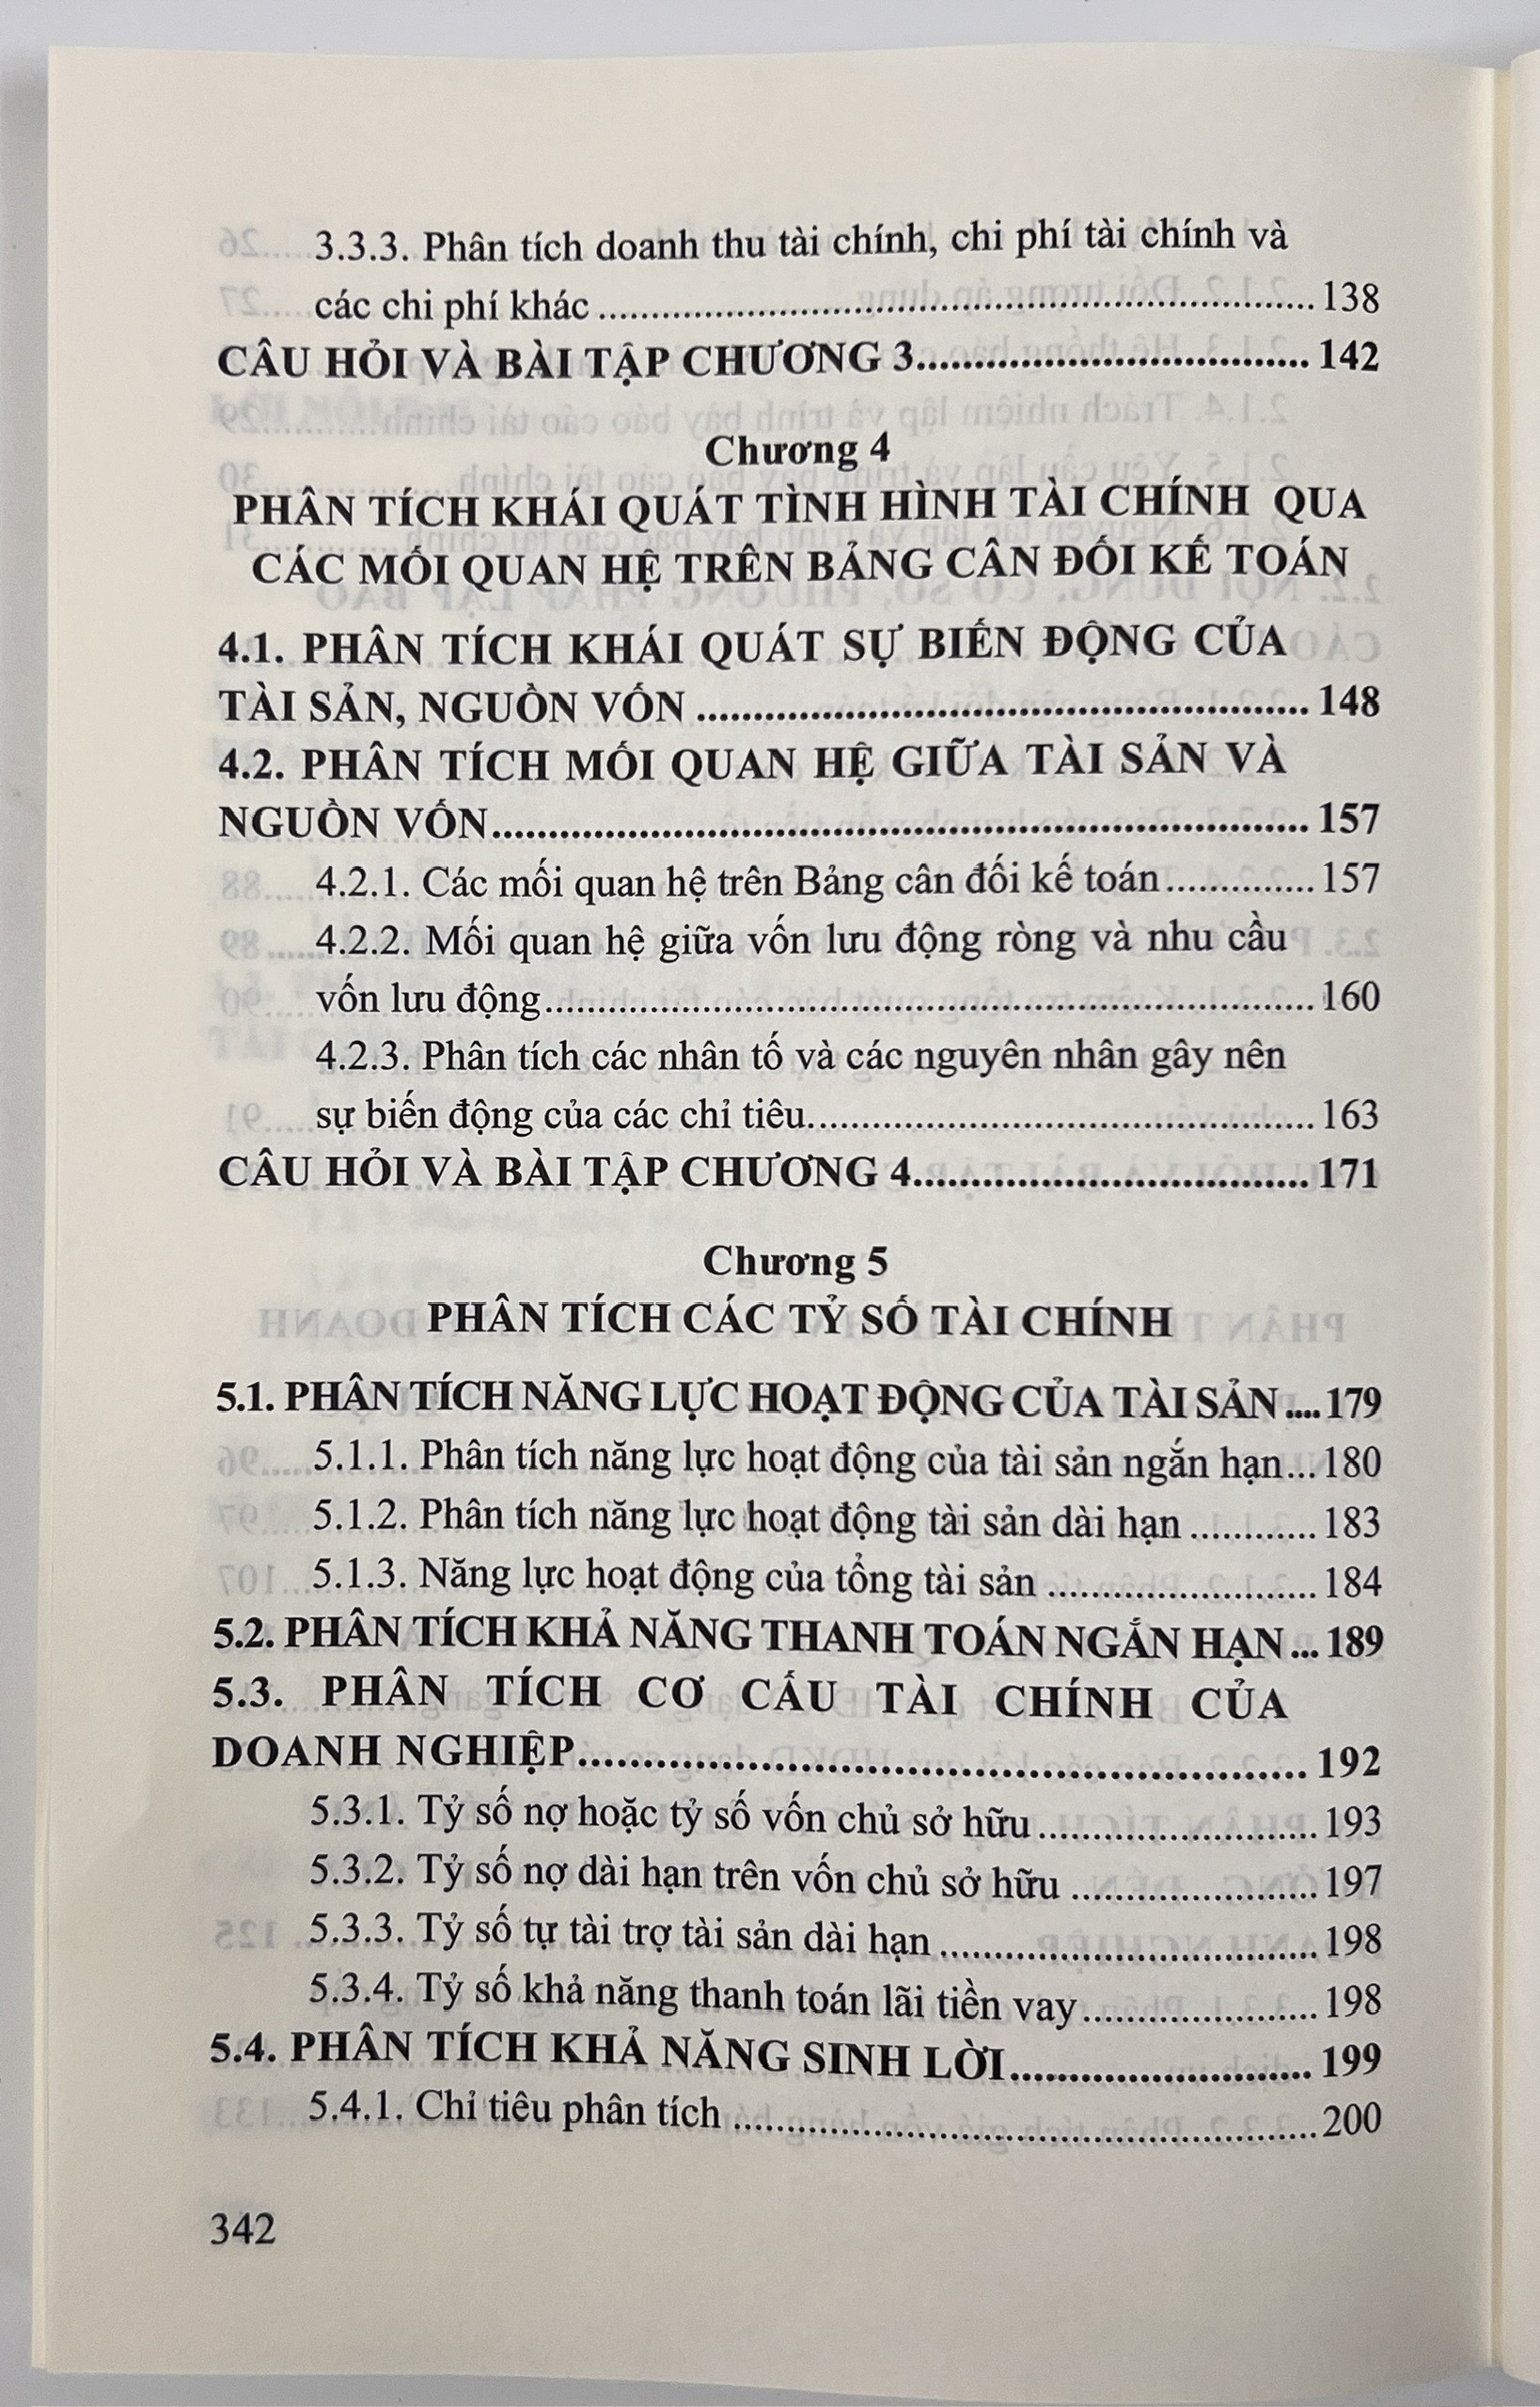 3.3.3. Phân tích doanh thu tài chính, chi phí tài chính và
các chi phí khác ........................................................ 138
CÂU HỎI VÀ BÀI TẬP CHƯƠNG 3.................................. 142
Chương 4
PHÂN TÍCH KHÁI QUÁT TÌNH HÌNH TÀI CHÍNH QUA
CÁC MỐI QUAN HỆ TRÊN BẢNG CÂN ĐỐI KẾ TOÁN
4.1. PHÂN TÍCH KHÁI QUÁT SỰ BIẾN ĐỘNG CỦA
TÀI SẢN, NGUỒN VỐN ..................................................... 148
4.2. PHÂN TÍCH MỐI QUAN HỆ GIỮA TÀI SẢN VÀ
NGUỒN VỐN...................................................................... 157
4.2.1. Các mối quan hệ trên Bảng cân đối kế toán.............. 157
4.2.2. Mối quan hệ giữa vốn lưu động ròng và nhu cầu
vốn lưu động........................................................................ 160
4.2.3. Phân tích các nhân tố và các nguyên nhân gây nên
sự biến động của các chỉ tiêu................................................ 163
CÂU HỎI VÀ BÀI TẬP CHƯƠNG 4.................................. 171
Chương 5
PHÂN TÍCH CÁC TỶ SỐ TÀI CHÍNH
5.1. PHÂN TÍCH NĂNG LỰC HOẠT ĐỘNG CỦA TÀI SẢN .... 179
5.1.1. Phân tích năng lực hoạt động của tài sản ngắn hạn... 180
5.1.2. Phân tích năng lực hoạt động tài sản dài hạn ............ 183
5.1.3. Năng lực hoạt động của tổng tài sản .......................... 184
5.2. PHÂN TÍCH KHẢ NĂNG THANH TOÁN NGẮN HẠN ... 189
5.3. PHÂN TÍCH CƠ CẤU TÀI CHÍNH CỦA
DOANH NGHIỆP............................................................... 192
5.3.1. Tỷ số nợ hoặc tỷ số vốn chủ sở hữu........................... 193
5.3.2. Tỷ số nợ dài hạn trên vốn chủ sở hữu ........................ 197
5.3.3. Tỷ số tự tài trợ tài sản dài hạn .................................... 198
5.3.4. Tỷ số khả năng thanh toán lãi tiền vay....................... 198
5.4. PHÂN TÍCH KHẢ NĂNG SINH LỜI.......................... 199
5.4.1. Chỉ tiêu phân tích ........................................................ 200
342